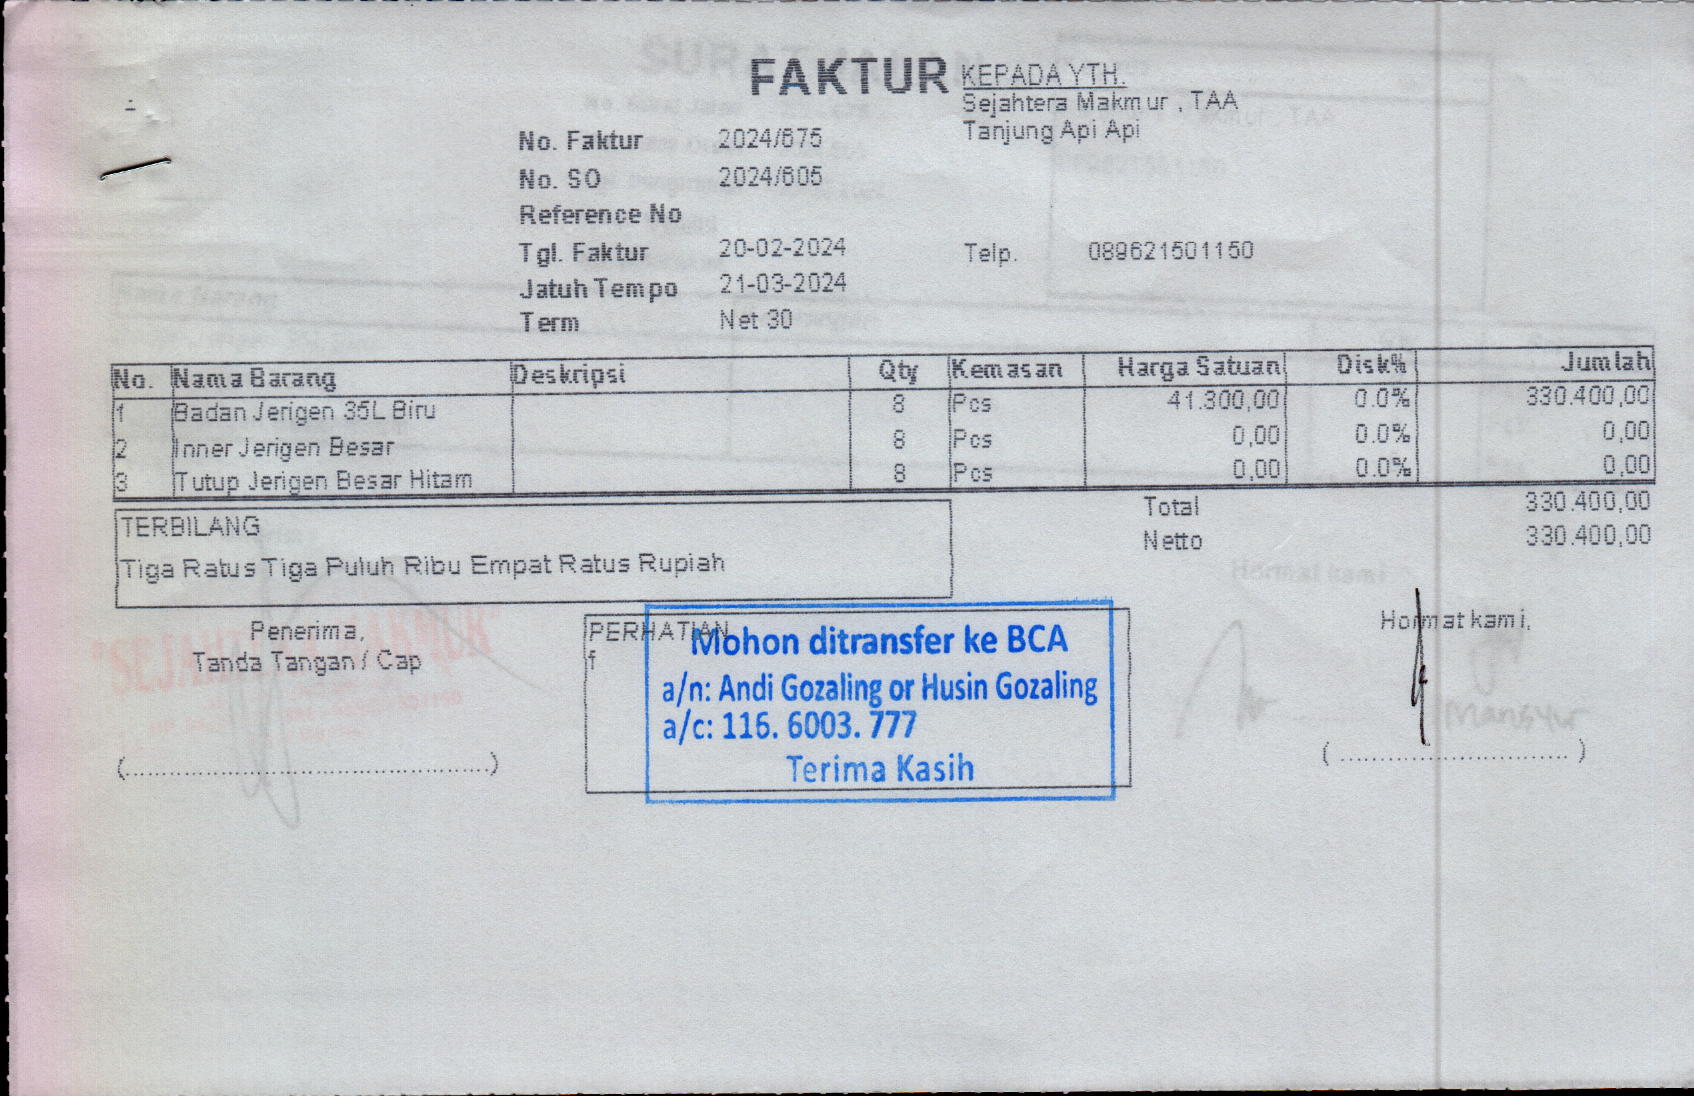 FAKTUR
KEPADA YTH.
Sejahtera Makmur , TAA
Tanjung Api Api
No. Faktur 2024/675
No. SO 2024/605
Reference No
Tgl. Faktur 20-02-2024
Telp. 089621501150
Jatuh Tempo 21-03-2024
Term Net 30
No. Nama Barang Deskripsi Qty Kemasan Harga Satuan Disk% Jumlah
1 Badan Jerigen 35L Biru 8 Pcs 41.300,00 0.0% 330.400,00
2 Inner Jerigen Besar 8 Pcs 0,00 0.0% 0,00
3 Tutup Jerigen Besar Hitam 8 Pcs 0,00 0.0% 0,00
Total 330.400,00
Netto 330.400,00
TERBILANG
Tiga Ratus Tiga Puluh Ribu Empat Ratus Rupiah
Penerima,
Tanda Tangan / Cap
(...............................................)
PERHATIAN
f
Mohon ditransfer ke BCA
a/n: Andi Gozaling or Husin Gozaling
a/c: 116. 6003. 777
Terima Kasih
Hormat kami,
Mansyur
( ............................. )